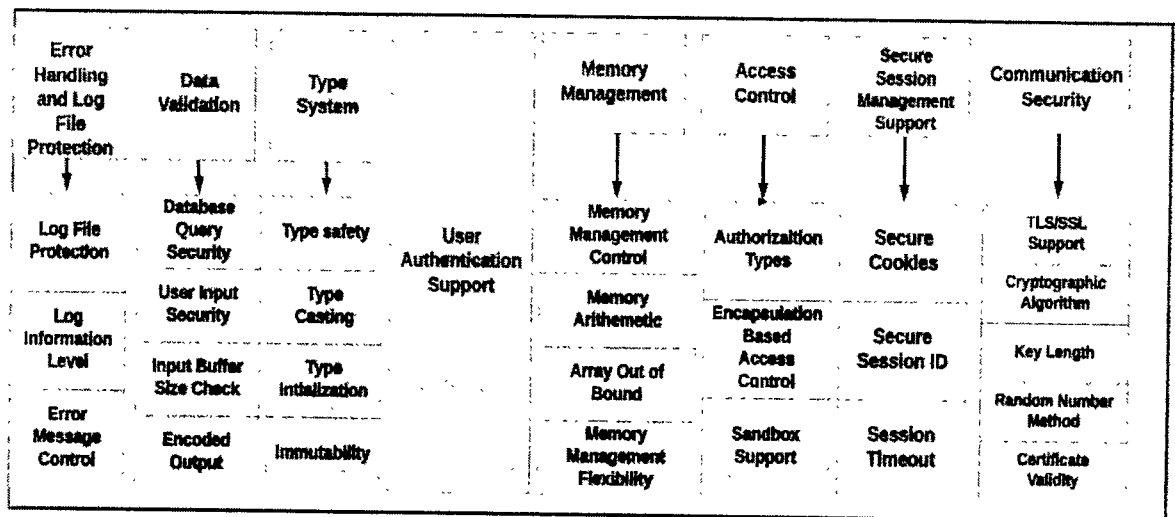 Error
Handling
and Log
File
Protection
Data
Validation
Type
System
Memory
Management
Access
Control
Secure
Session
Management
Support
Communication
Security
Log File
Protection
Log
Information
Level
Error
Message
Control
Database
Query
Security
User Input
Security
Input Buffer
Size Check
Encoded
Output
Type safety
Type
Casting
Type
Intialization
Immutability
User
Authentication
Support
Memory
Management
Control
Memory
Arithemetic
Array Out of
Bound
Memory
Management
Flexibility
Authorizaltion
Types
Encapsulation
Based
Access
Control
Sandbox
Support
Secure
Cookies
Secure
Session ID
Session
Timeout
TLS/SSL
Support
Cryptographic
Algorithm
Key Length
Random Number
Method
Certificate
Validity